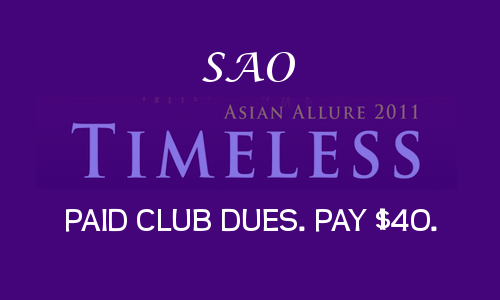 SAO
ASIAN ALLURE 2011
TIMELESS
PAID CLUB DUES. PAY $40.